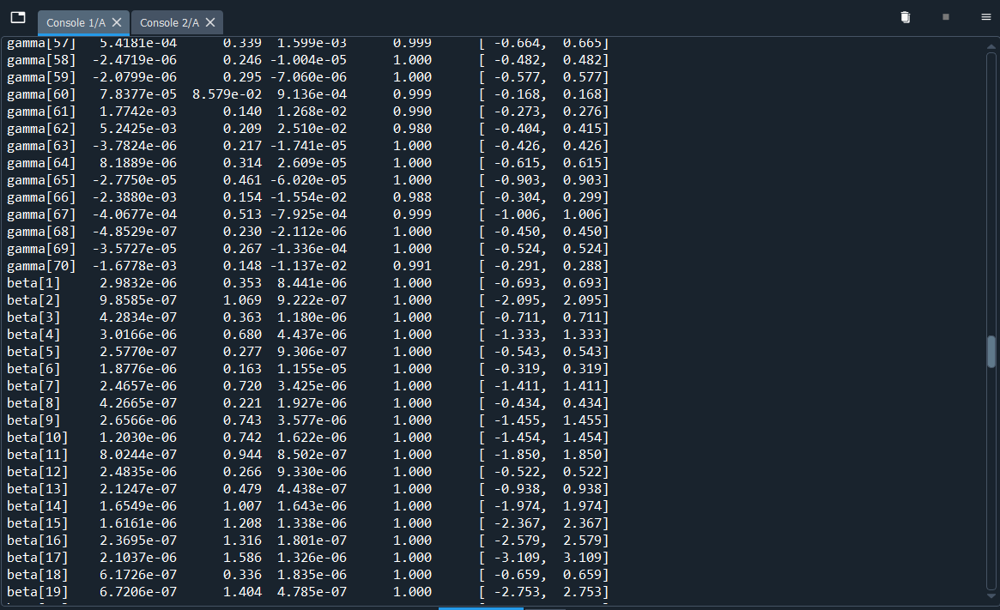 Console 1/A Console 2/A
gamma[57] 5.4181e-04 0.339 1.599e-03 0.999 [ -0.664, 0.665]
gamma[58] -2.4719e-06 0.246 -1.004e-05 1.000 [ -0.482, 0.482]
gamma[59] -2.0799e-06 0.295 -7.060e-06 1.000 [ -0.577, 0.577]
gamma[60] 7.8377e-05 8.579e-02 9.136e-04 0.999 [ -0.168, 0.168]
gamma[61] 1.7742e-03 0.140 1.268e-02 0.990 [ -0.273, 0.276]
gamma[62] 5.2425e-03 0.209 2.510e-02 0.980 [ -0.404, 0.415]
gamma[63] -3.7824e-06 0.217 -1.741e-05 1.000 [ -0.426, 0.426]
gamma[64] 8.1889e-06 0.314 2.609e-05 1.000 [ -0.615, 0.615]
gamma[65] -2.7750e-05 0.461 -6.020e-05 1.000 [ -0.903, 0.903]
gamma[66] -2.3880e-03 0.154 -1.554e-02 0.988 [ -0.304, 0.299]
gamma[67] -4.0677e-04 0.513 -7.925e-04 0.999 [ -1.006, 1.006]
gamma[68] -4.8529e-07 0.230 -2.112e-06 1.000 [ -0.450, 0.450]
gamma[69] -3.5727e-05 0.267 -1.336e-04 1.000 [ -0.524, 0.524]
gamma[70] -1.6778e-03 0.148 -1.137e-02 0.991 [ -0.291, 0.288]
beta[1] 2.9832e-06 0.353 8.441e-06 1.000 [ -0.693, 0.693]
beta[2] 9.8585e-07 1.069 9.222e-07 1.000 [ -2.095, 2.095]
beta[3] 4.2834e-07 0.363 1.180e-06 1.000 [ -0.711, 0.711]
beta[4] 3.0166e-06 0.680 4.437e-06 1.000 [ -1.333, 1.333]
beta[5] 2.5770e-07 0.277 9.306e-07 1.000 [ -0.543, 0.543]
beta[6] 1.8776e-06 0.163 1.155e-05 1.000 [ -0.319, 0.319]
beta[7] 2.4657e-06 0.720 3.425e-06 1.000 [ -1.411, 1.411]
beta[8] 4.2665e-07 0.221 1.927e-06 1.000 [ -0.434, 0.434]
beta[9] 2.6566e-06 0.743 3.577e-06 1.000 [ -1.455, 1.455]
beta[10] 1.2030e-06 0.742 1.622e-06 1.000 [ -1.454, 1.454]
beta[11] 8.0244e-07 0.944 8.502e-07 1.000 [ -1.850, 1.850]
beta[12] 2.4835e-06 0.266 9.330e-06 1.000 [ -0.522, 0.522]
beta[13] 2.1247e-07 0.479 4.438e-07 1.000 [ -0.938, 0.938]
beta[14] 1.6549e-06 1.007 1.643e-06 1.000 [ -1.974, 1.974]
beta[15] 1.6161e-06 1.208 1.338e-06 1.000 [ -2.367, 2.367]
beta[16] 2.3695e-07 1.316 1.801e-07 1.000 [ -2.579, 2.579]
beta[17] 2.1037e-06 1.586 1.326e-06 1.000 [ -3.109, 3.109]
beta[18] 6.1726e-07 0.336 1.835e-06 1.000 [ -0.659, 0.659]
beta[19] 6.7206e-07 1.404 4.785e-07 1.000 [ -2.753, 2.753]